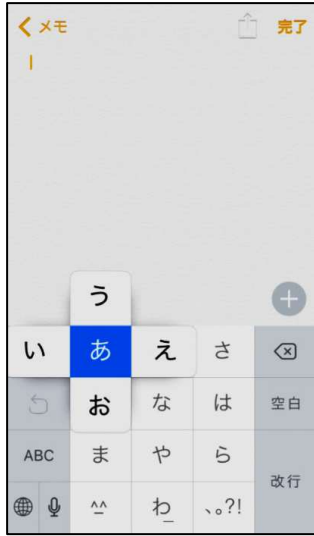 メモ 完了
う
い あ え さ
お な は 空白
ABC ま や ら
改行
^^ わ_ 、。?!